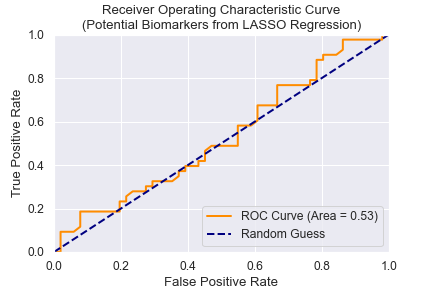 Receiver Operating Characteristic Curve
(Potential Biomarkers from LASSO Regression)
True Positive Rate
1.0
0.8
0.6
0.4
0.2
0.0
ROC Curve (Area = 0.53)
Random Guess
0.0 0.2 0.4 0.6 0.8 1.0
False Positive Rate